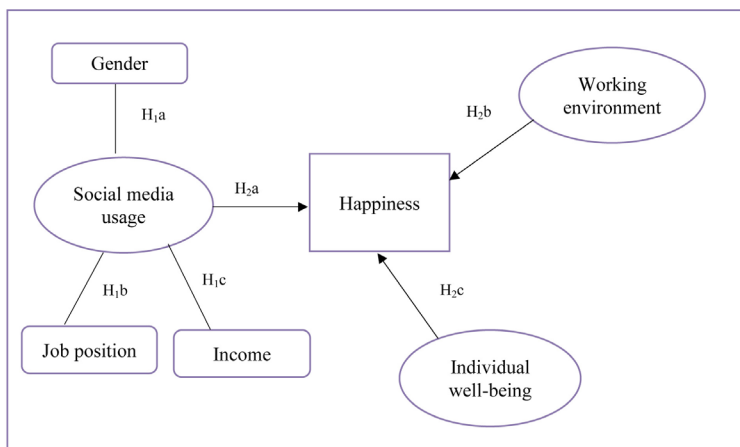 Gender
H₁a
Working
environment
H₂b
Social media
usage
H₂a
Happiness
H₁b
H₁c
H₂c
Job position
Income
Individual
well-being